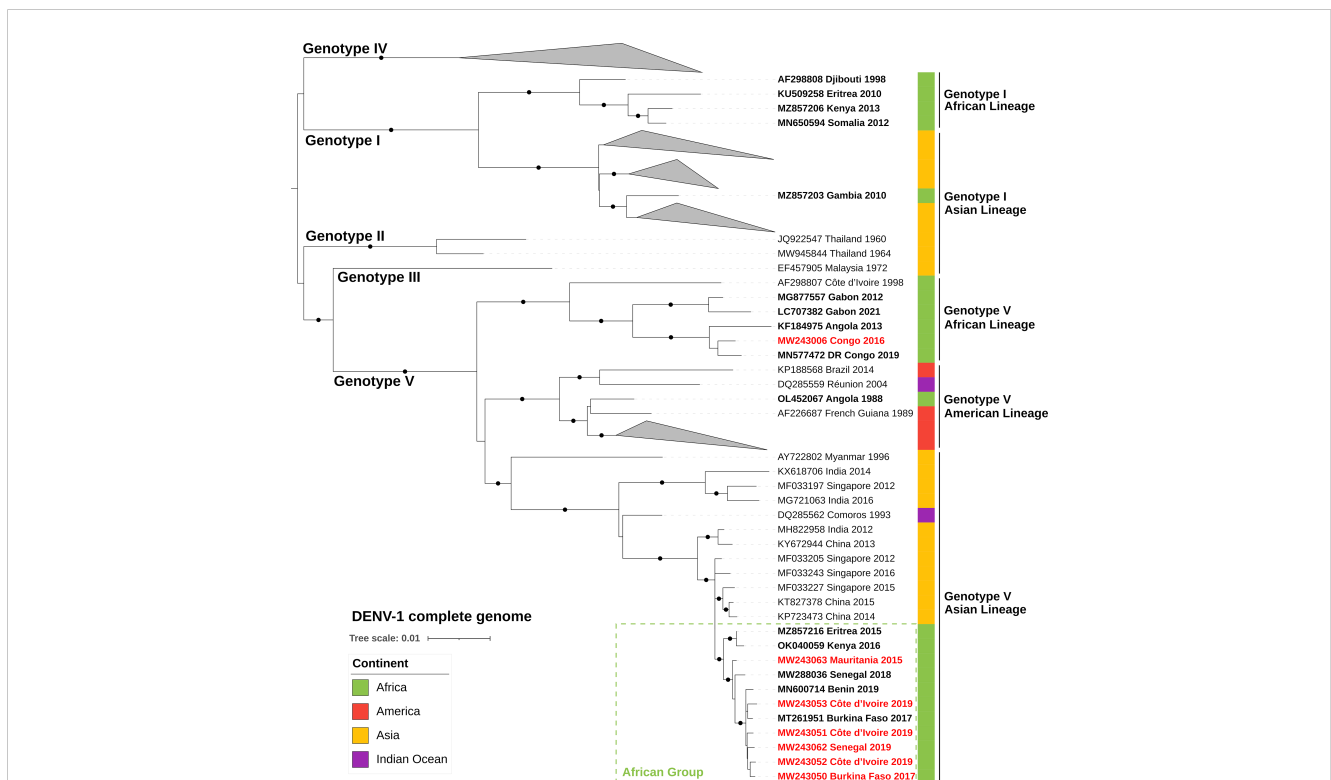 Genotype IV
AF298808 Djibouti 1998
KU509258 Eritrea 2010
MZ857206 Kenya 2013
MN650594 Somalia 2012
Genotype I
African Lineage
Genotype I
MZ857203 Gambia 2010
Genotype I
Asian Lineage
Genotype II
JQ922547 Thailand 1960
MW945844 Thailand 1964
EF457905 Malaysia 1972
Genotype III
AF298807 Côte d'Ivoire 1998
MG877557 Gabon 2012
LC707382 Gabon 2021
KF184975 Angola 2013
MW243006 Congo 2016
MN577472 DR Congo 2019
Genotype V
African Lineage
Genotype V
KP188568 Brazil 2014
DQ285559 Réunion 2004
OL452067 Angola 1988
AF226687 French Guiana 1989
Genotype V
American Lineage
AY722802 Myanmar 1996
KX618706 India 2014
MF033197 Singapore 2012
MG721063 India 2016
DQ285562 Comoros 1993
MH822958 India 2012
KY672944 China 2013
MF033205 Singapore 2012
MF033243 Singapore 2016
MF033227 Singapore 2015
KT827378 China 2015
KP723473 China 2014
Genotype V
Asian Lineage
MZ857216 Eritrea 2015
OK040059 Kenya 2016
MW243063 Mauritania 2015
MW288036 Senegal 2018
MN600714 Benin 2019
MW243053 Côte d'Ivoire 2019
MT261951 Burkina Faso 2017
MW243051 Côte d'Ivoire 2019
MW243062 Senegal 2019
MW243052 Côte d'Ivoire 2019
MW243050 Burkina Faso 2017
African Group
DENV-1 complete genome
Tree scale: 0.01
Continent
Africa
America
Asia
Indian Ocean